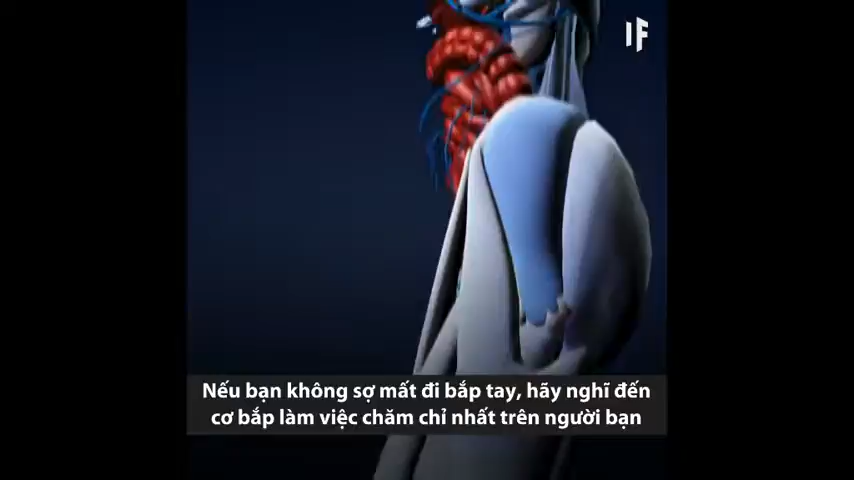 IF
Nếu bạn không sợ mất đi bắp tay, hãy nghĩ đến
cơ bắp làm việc chăm chỉ nhất trên người bạn